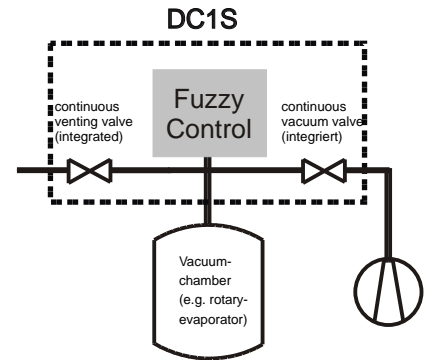 DC1S
continuous
venting valve
(integrated)
Fuzzy
Control
continuous
vacuum valve
(integriert)
Vacuum-
chamber
(e.g. rotary-
evaporator)